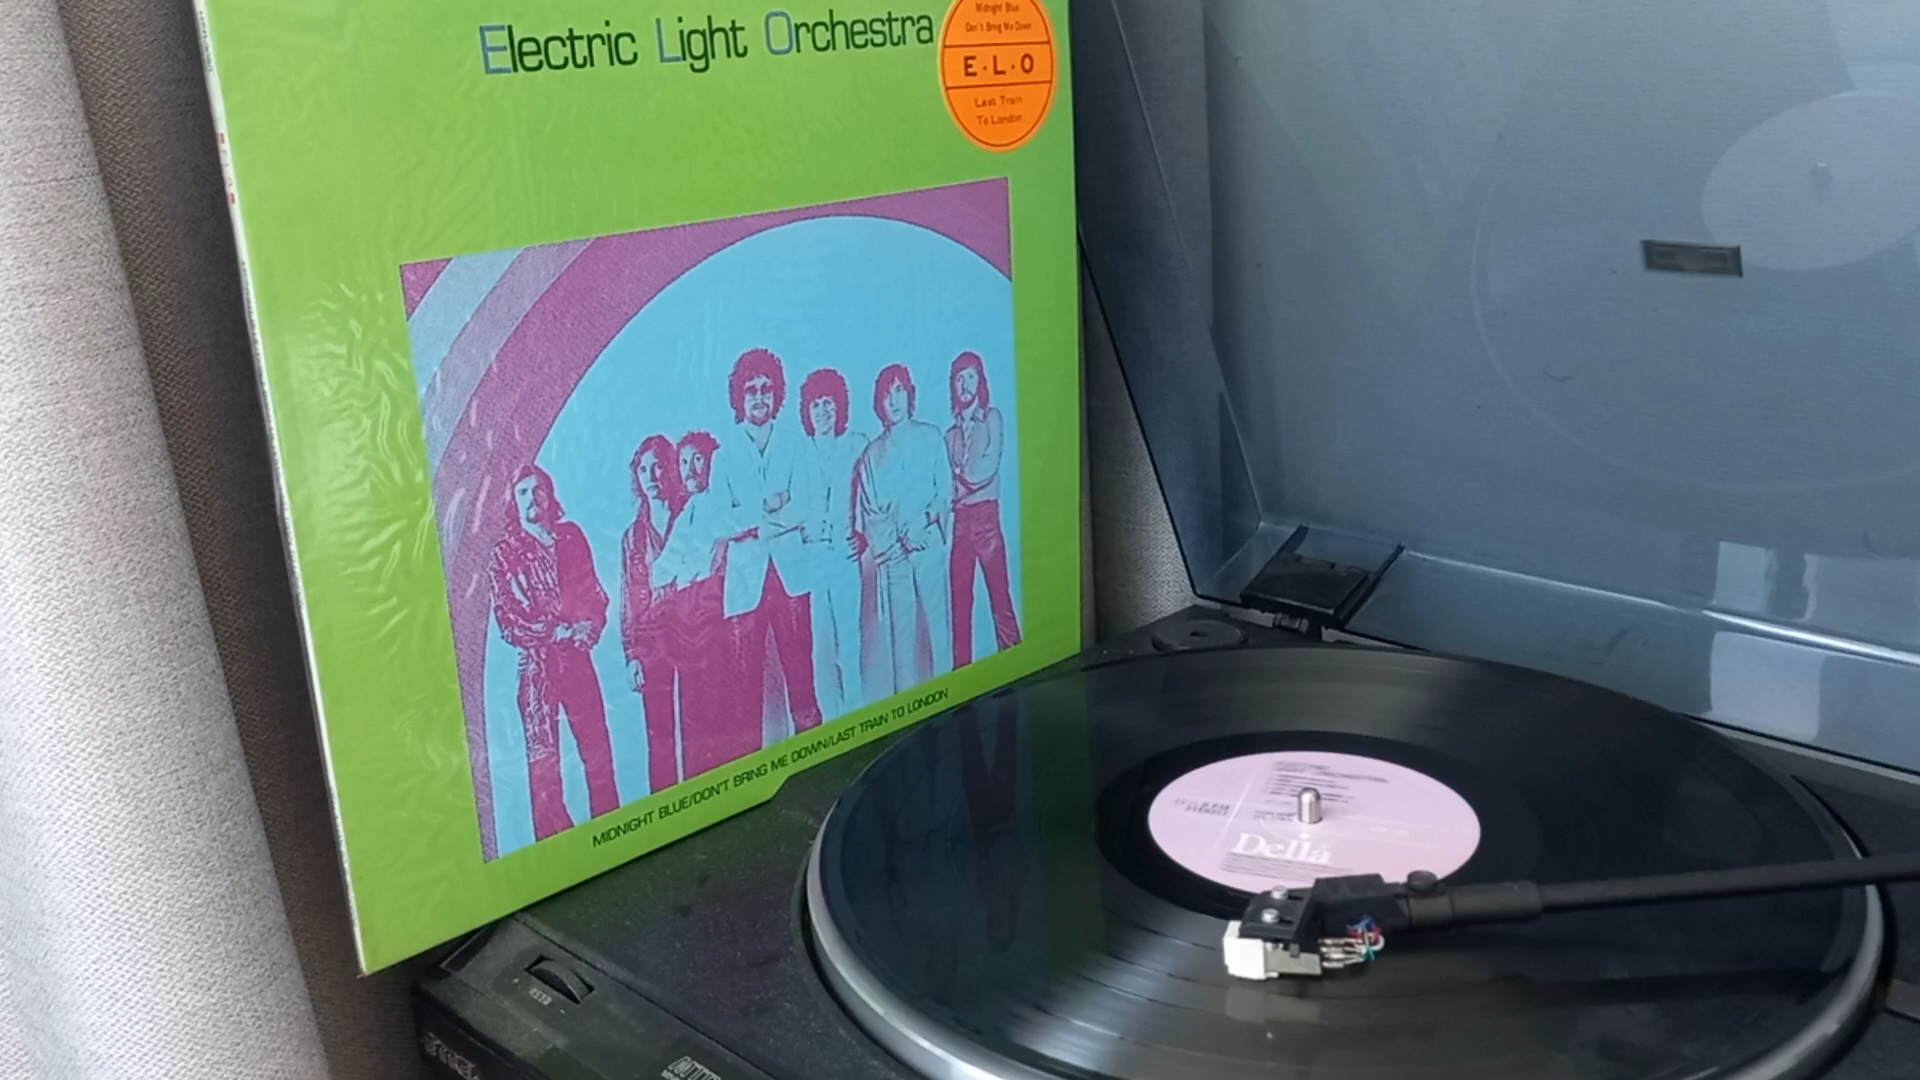 Electric Light Orchestra
Midnight Blue
Don't Bring Me Down
E·L·O
Last Train
To London
MIDNIGHT BLUE/DON'T BRING ME DOWN/LAST TRAIN TO LONDON
STEREO
Della